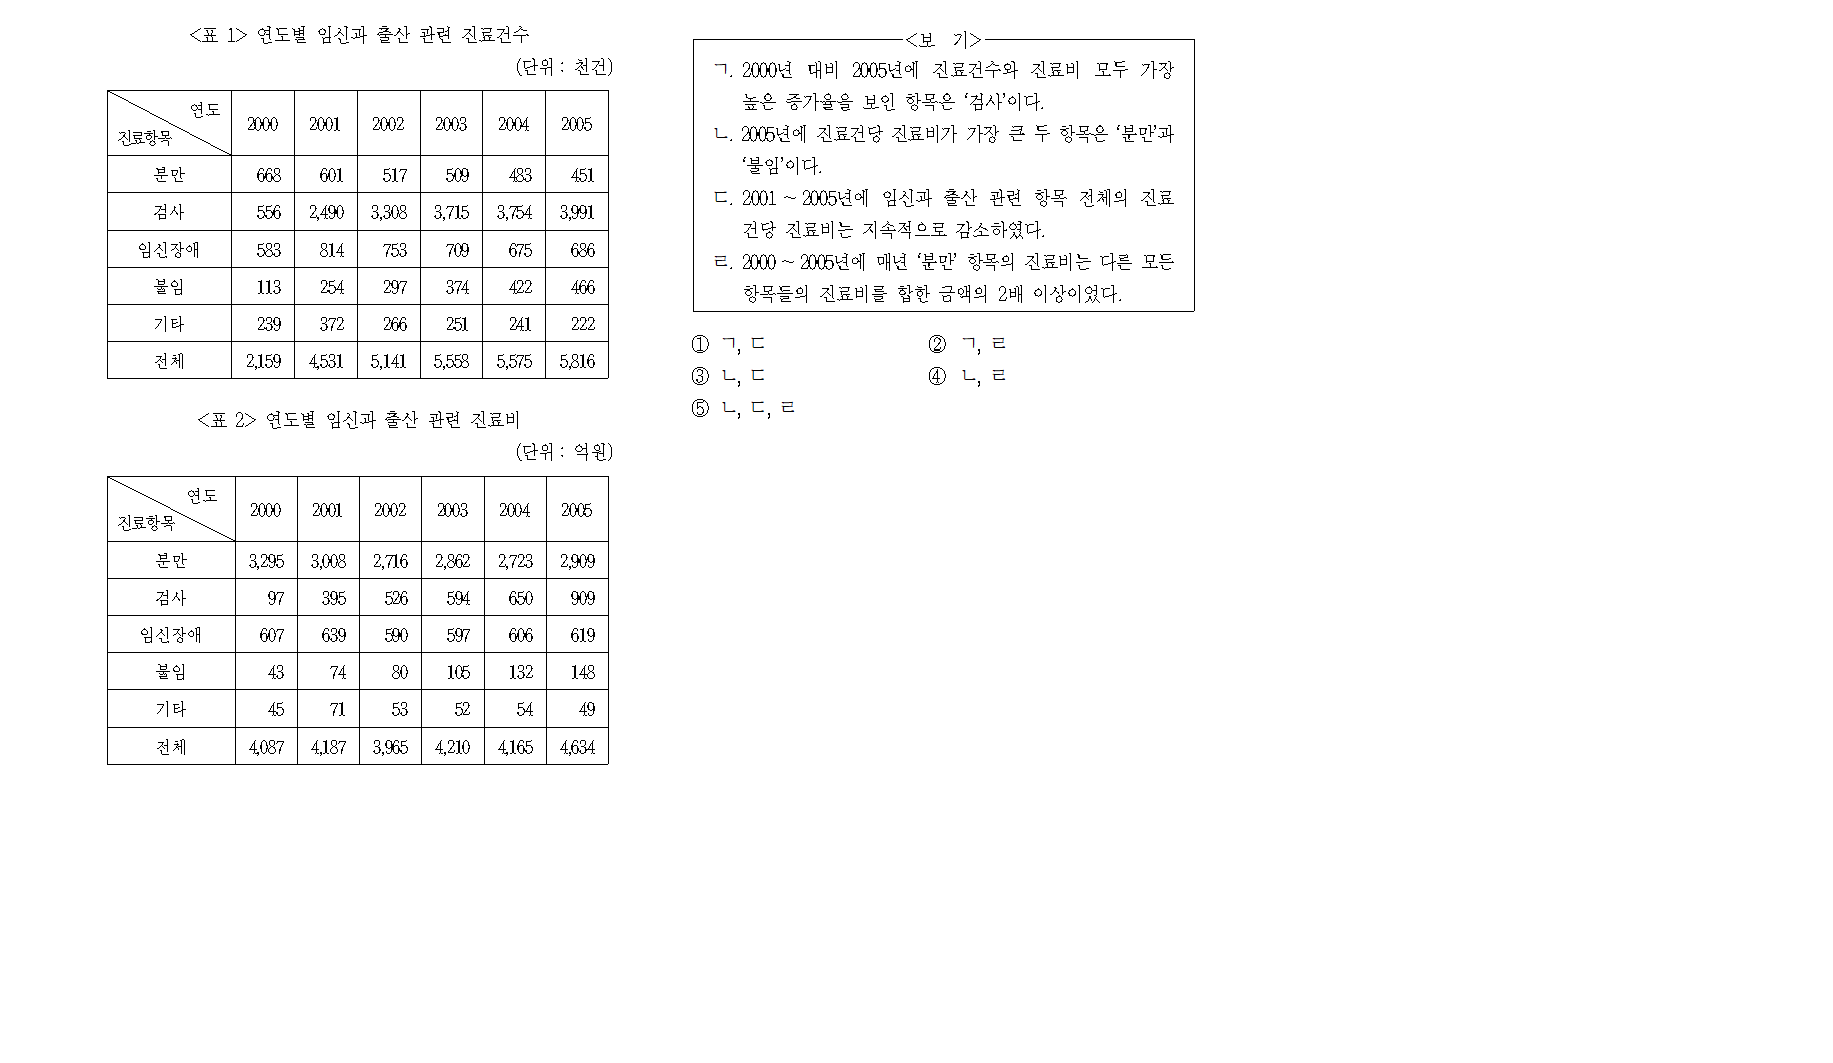 <표 1> 연도별 임신과 출산 관련 진료건수
(단위 : 천건)
연도
진료항목
2000 2001 2002 2003 2004 2005
분만 668 601 517 509 483 451
검사 556 2,490 3,308 3,715 3,754 3,991
임신장애 583 814 753 709 675 686
불임 113 254 297 374 422 466
기타 239 372 266 251 241 222
전체 2,159 4,531 5,141 5,558 5,575 5,816
<표 2> 연도별 임신과 출산 관련 진료비
(단위 : 억원)
연도
진료항목
2000 2001 2002 2003 2004 2005
분만 3,295 3,008 2,716 2,862 2,723 2,909
검사 97 395 526 594 650 909
임신장애 607 639 590 597 606 619
불임 43 74 80 105 132 148
기타 45 71 53 52 54 49
전체 4,087 4,187 3,965 4,210 4,165 4,634
<보 기>
ㄱ. 2000년 대비 2005년에 진료건수와 진료비 모두 가장
높은 증가율을 보인 항목은 ‘검사’이다.
ㄴ. 2005년에 진료건당 진료비가 가장 큰 두 항목은 ‘분만’과
‘불임’이다.
ㄷ. 2001 ~ 2005년에 임신과 출산 관련 항목 전체의 진료
건당 진료비는 지속적으로 감소하였다.
ㄹ. 2000 ~ 2005년에 매년 ‘분만’ 항목의 진료비는 다른 모든
항목들의 진료비를 합한 금액의 2배 이상이었다.
① ㄱ, ㄷ ② ㄱ, ㄹ
③ ㄴ, ㄷ ④ ㄴ, ㄹ
⑤ ㄴ, ㄷ, ㄹ